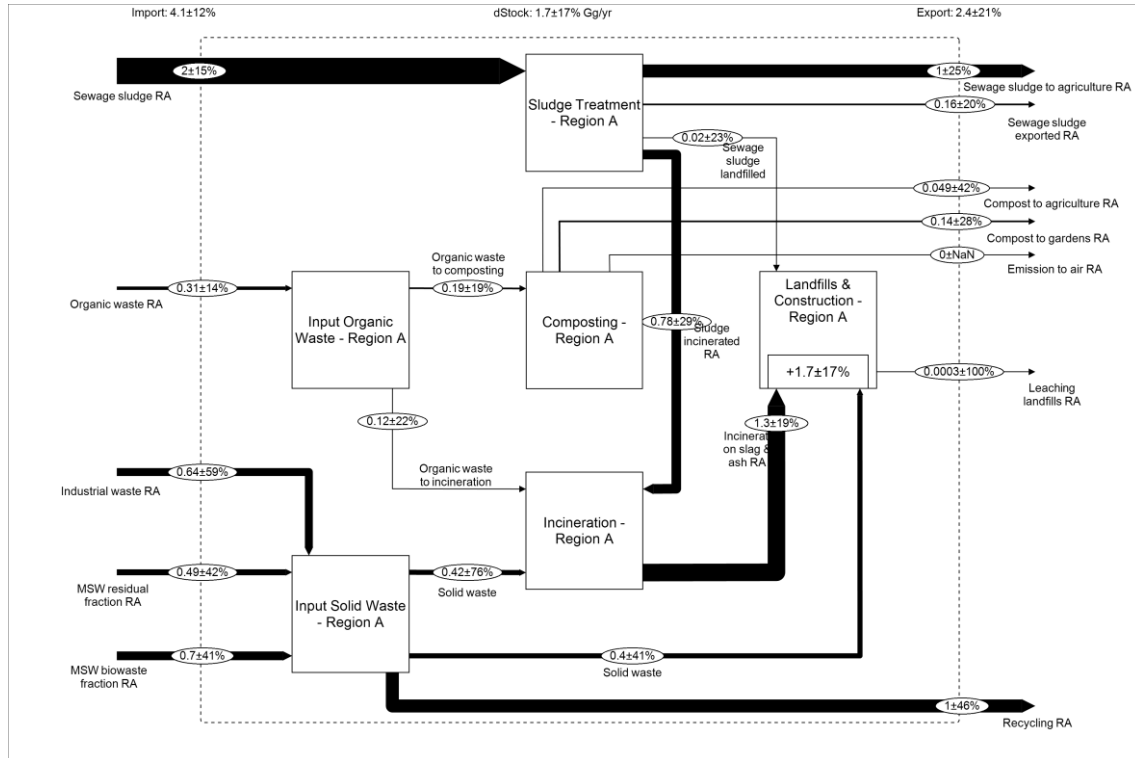 Import: 4.1±12%
dStock: 1.7±17% Gg/yr
Export: 2.4±21%
2±15%
Sewage sludge RA
Sludge Treatment
- Region A
1±25%
Sewage sludge to agriculture RA
0.16±20%
Sewage sludge
exported RA
0.02±23%
Sewage
sludge
landfilled
0.049±42%
Compost to agriculture RA
0.14±28%
Compost to gardens RA
0±NaN
Emission to air RA
Organic waste
to composting
0.31±14%
Organic waste RA
0.19±19%
Input Organic
Waste - Region A
Composting -
Region A
0.78±29%
Sludge
incinerated
RA
Landfills &
Construction -
Region A
+1.7±17%
0.0003±100%
Leaching
landfills RA
0.12±22%
1.3±19%
Incinerati
on slag &
ash RA
Organic waste
to incineration
0.64±59%
Industrial waste RA
Incineration -
Region A
0.49±42%
MSW residual
fraction RA
0.42±76%
Solid waste
Input Solid Waste
- Region A
0.7±41%
MSW biowaste
fraction RA
0.4±41%
Solid waste
1±46%
Recycling RA